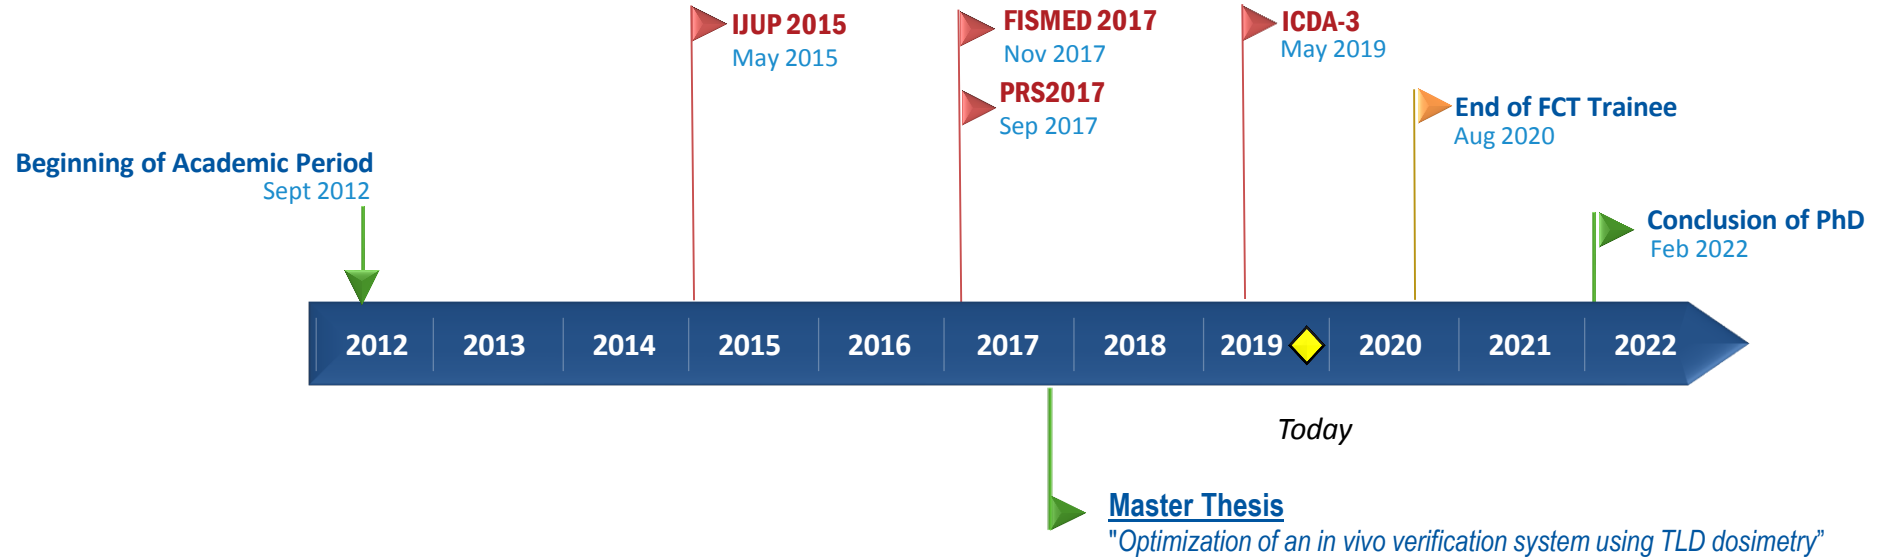 IJUP 2015
May 2015
FISMED 2017
Nov 2017
PRS2017
Sep 2017
ICDA-3
May 2019
End of FCT Trainee
Aug 2020
Beginning of Academic Period
Sept 2012
Conclusion of PhD
Feb 2022
2012 2013 2014 2015 2016 2017 2018 2019 2020 2021 2022
Today
Master Thesis
"Optimization of an in vivo verification system using TLD dosimetry”